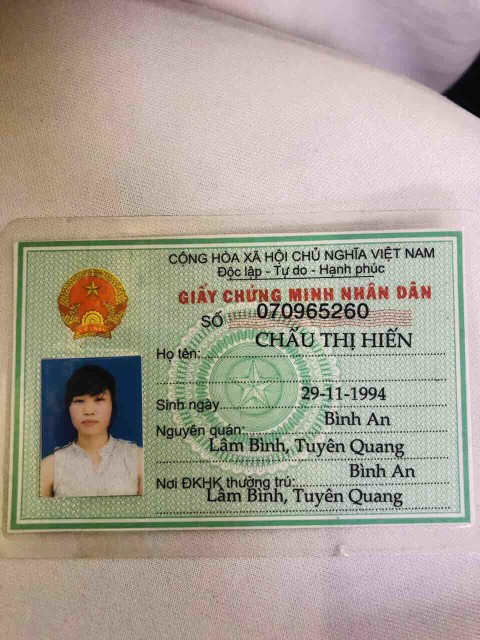 CỘNG HÒA XÃ HỘI CHỦ NGHĨA VIỆT NAM
Độc lập - Tự do - Hạnh phúc
GIẤY CHỨNG MINH NHÂN DÂN
SỐ 070965260
Họ tên: CHẨU THỊ HIẾN
Sinh ngày 29-11-1994
Nguyên quán: Bình An
Lâm Bình, Tuyên Quang
Nơi ĐKHK thường trú: Bình An
Lâm Bình, Tuyên Quang